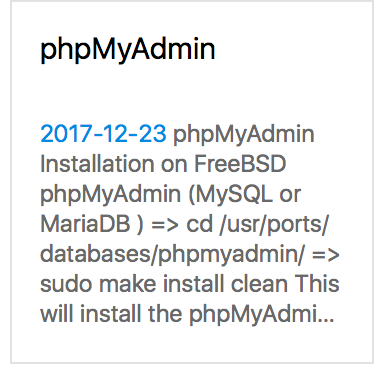 phpMyAdmin
2017-12-23 phpMyAdmin
Installation on FreeBSD
phpMyAdmin (MySQL or
MariaDB ) => cd /usr/ports/
databases/phpmyadmin/ =>
sudo make install clean This
will install the phpMyAdmi...